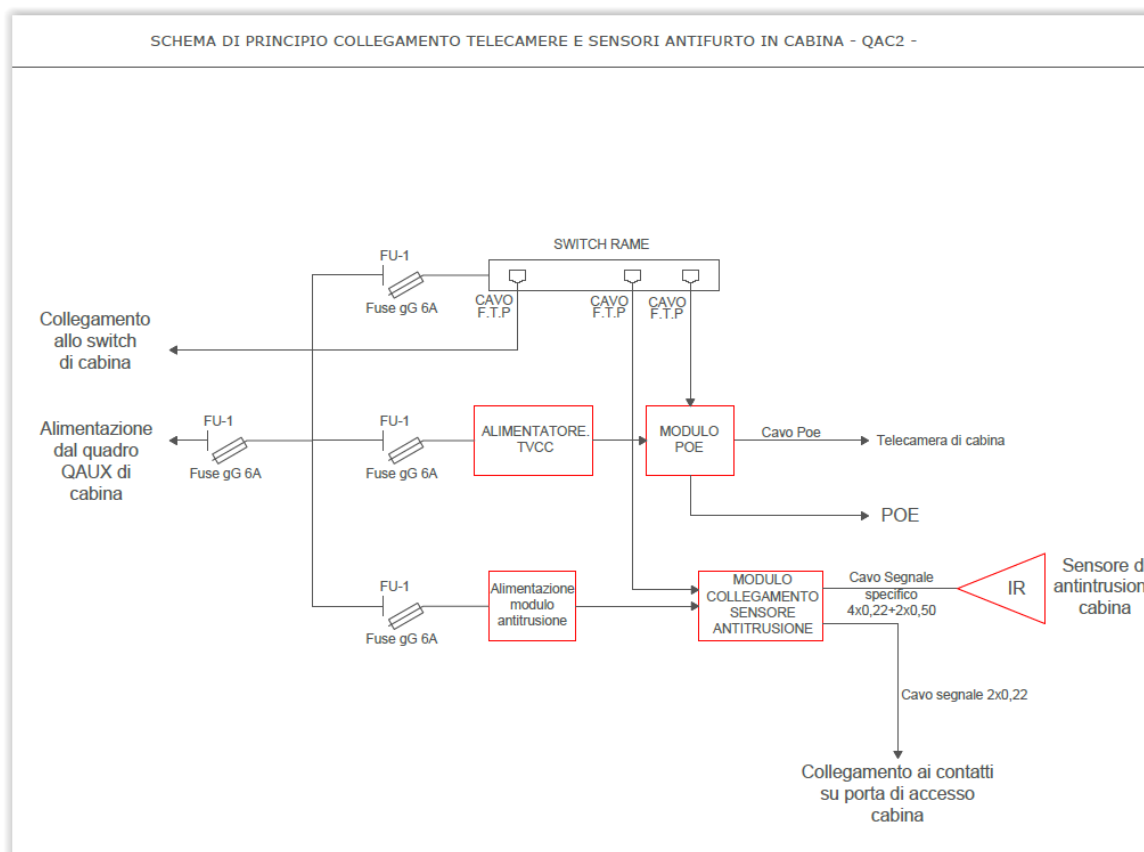 SCHEMA DI PRINCIPIO COLLEGAMENTO TELECAMERE E SENSORI ANTIFURTO IN CABINA - QAC2 -
SWITCH RAME
FU-1
Fuse gG 6A
CAVO
F.T.P
CAVO
F.T.P
CAVO
F.T.P
Collegamento
allo switch
di cabina
Alimentazione
dal quadro
QAUX di
cabina
FU-1
Fuse gG 6A
FU-1
Fuse gG 6A
ALIMENTATORE.
TVCC
MODULO
POE
Cavo Poe
Telecamera di cabina
POE
FU-1
Fuse gG 6A
Alimentazione
modulo
antitrusione
MODULO
COLLEGAMENTO
SENSORE
ANTITRUSIONE
Cavo Segnale
specifico
4x0,22+2x0,50
IR
Sensore d
antintrusion
cabina
Cavo segnale 2x0,22
Collegamento ai contatti
su porta di accesso
cabina